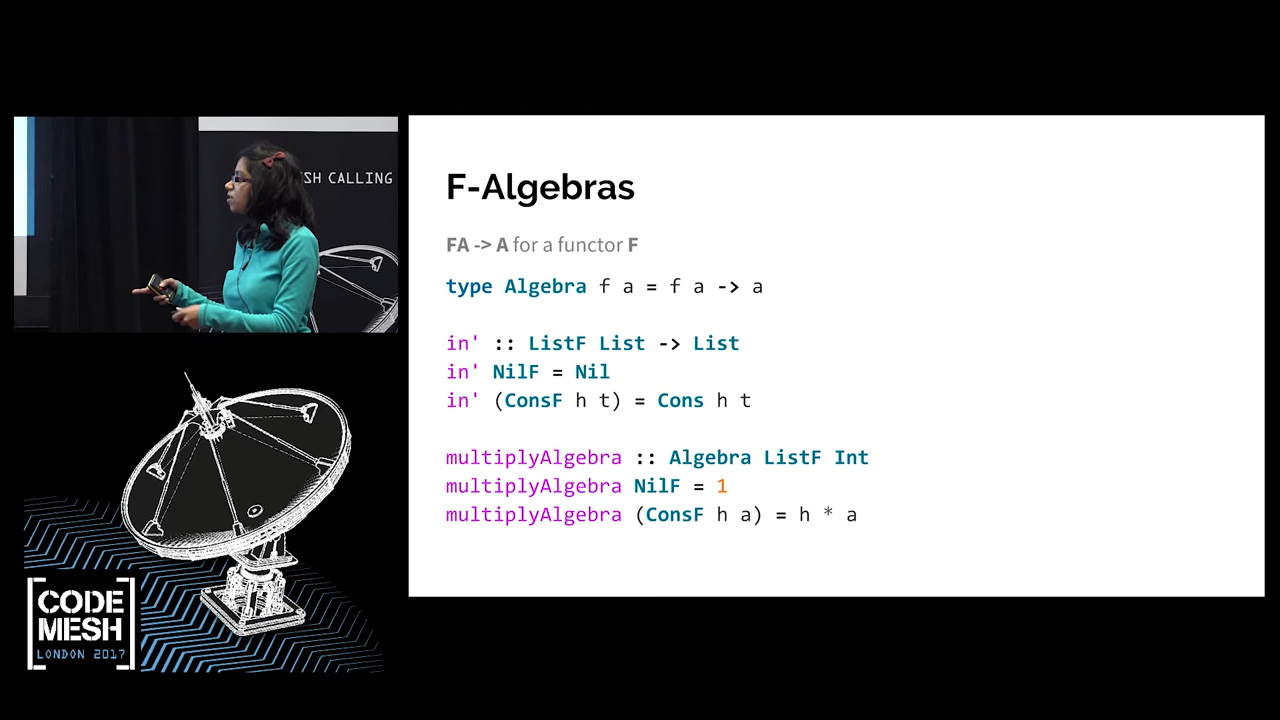 SH CALLING
F-Algebras
FA -> A for a functor F
type Algebra f a = f a -> a
in' :: ListF List -> List
in' NilF = Nil
in' (ConsF h t) = Cons h t
multiplyAlgebra :: Algebra ListF Int
multiplyAlgebra NilF = 1
multiplyAlgebra (ConsF h a) = h * a
CODE
MESH
LONDON 2017